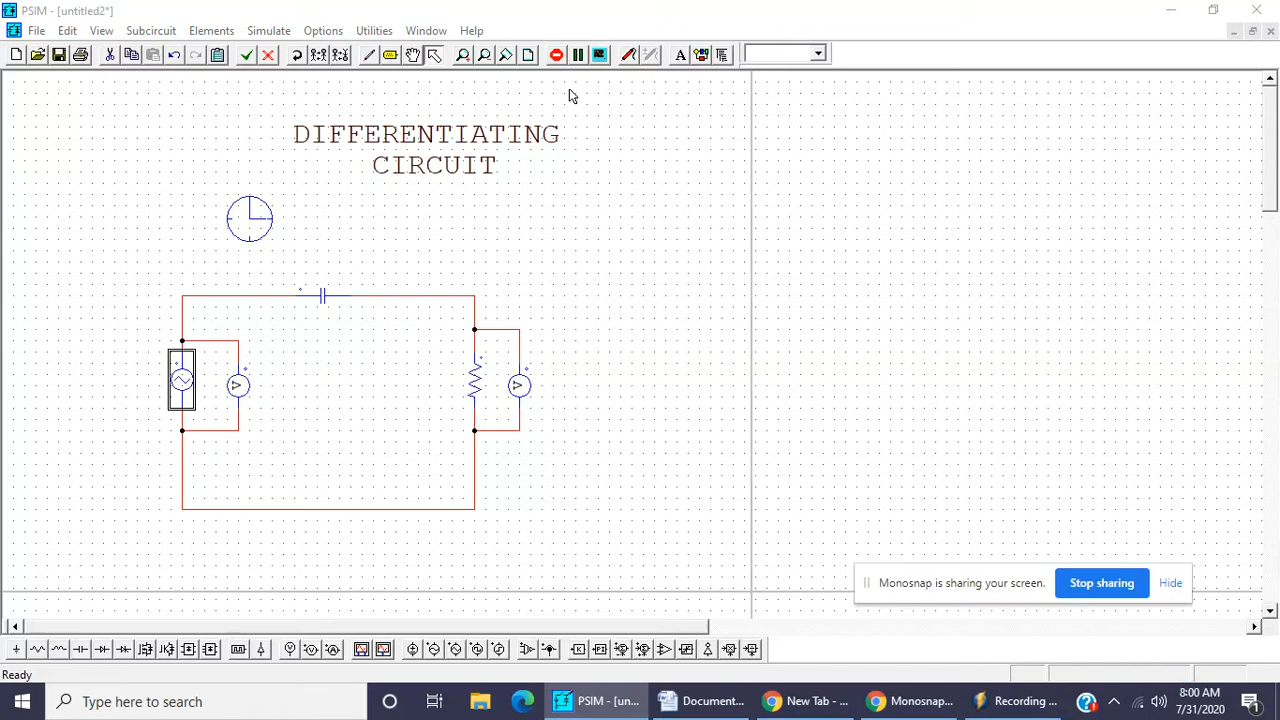 PSIM - [untitled2*]
File Edit View Subcircuit Elements Simulate Options Utilities Window Help
DIFFERENTIATING
CIRCUIT
Monosnap is sharing your screen. Stop sharing Hide
Ready
Type here to search
PSIM - [un...
Document...
New Tab - ...
Monosnap...
Recording ...
8:00 AM
7/31/2020